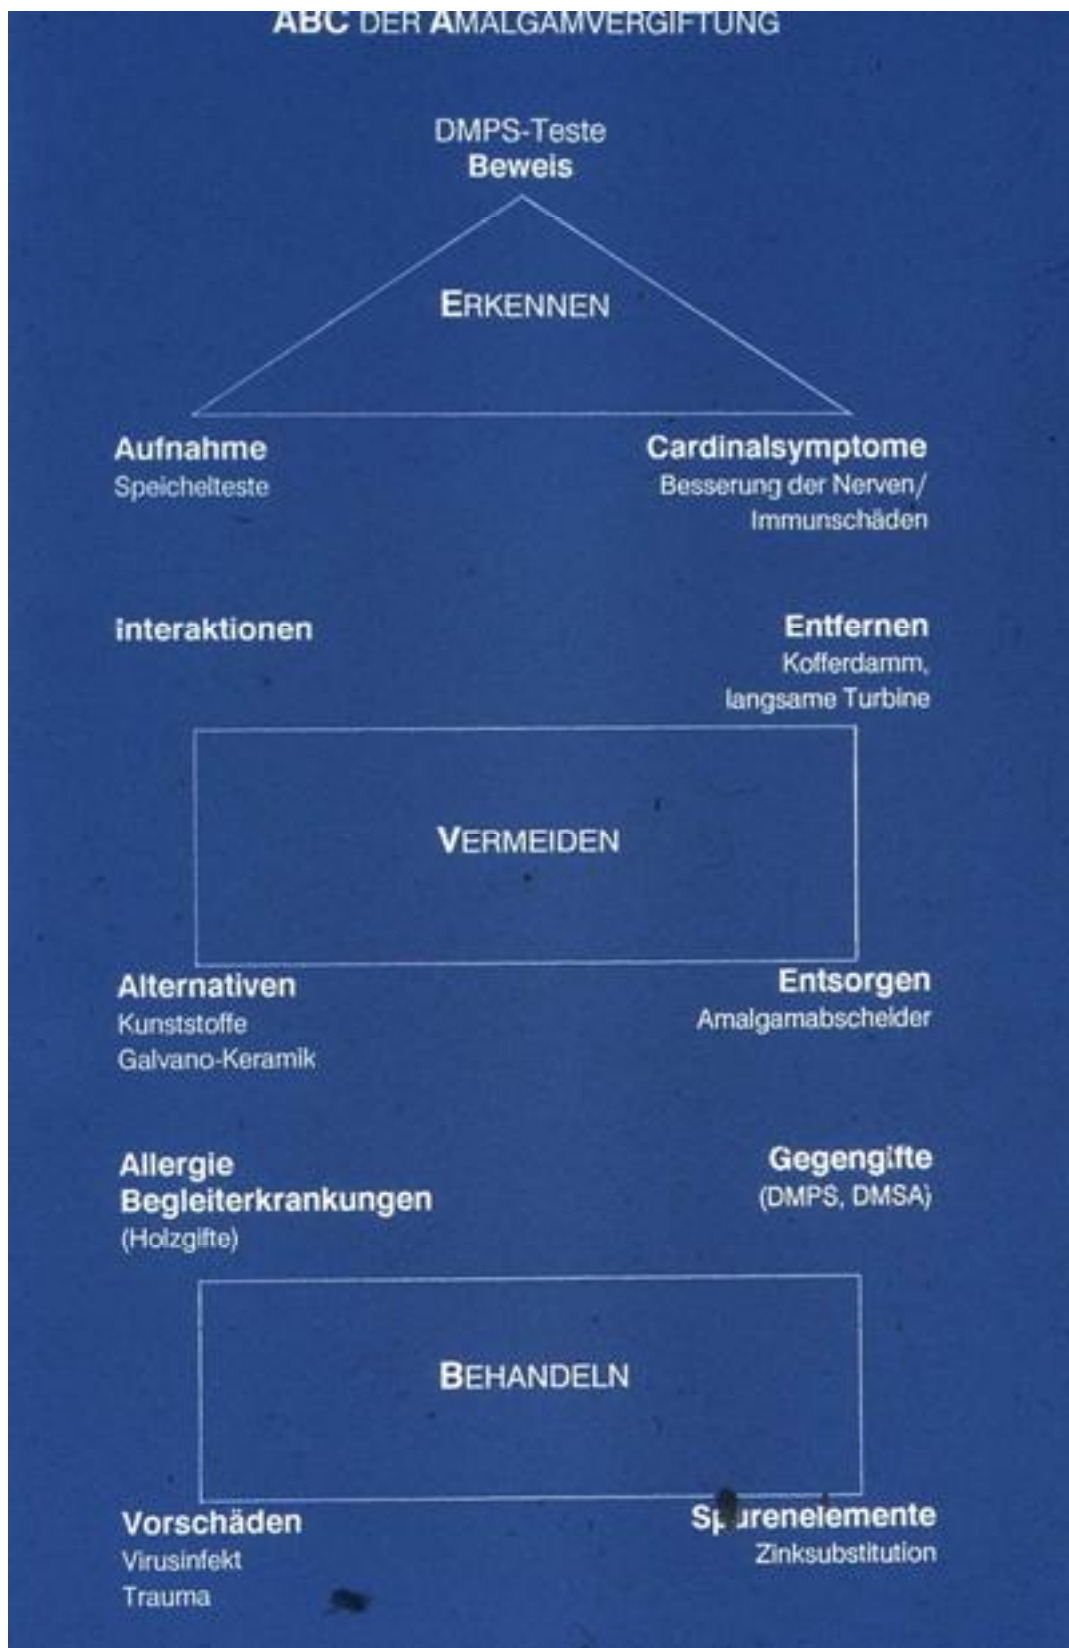 ABC DER AMALGAMVERGIFTUNG
DMPS-Teste
Beweis
ERKENNEN
Aufnahme
Speichelteste
Cardinalsymptome
Besserung der Nerven/
Immunschäden
Interaktionen
Entfernen
Kofferdamm,
langsame Turbine
VERMEIDEN
Alternativen
Kunststoffe
Galvano-Keramik
Entsorgen
Amalgamabscheider
Allergie
Begleiterkrankungen
(Holzgifte)
Gegengifte
(DMPS, DMSA)
BEHANDELN
Vorschäden
Virusinfekt
Trauma
Spurenelemente
Zinksubstitution